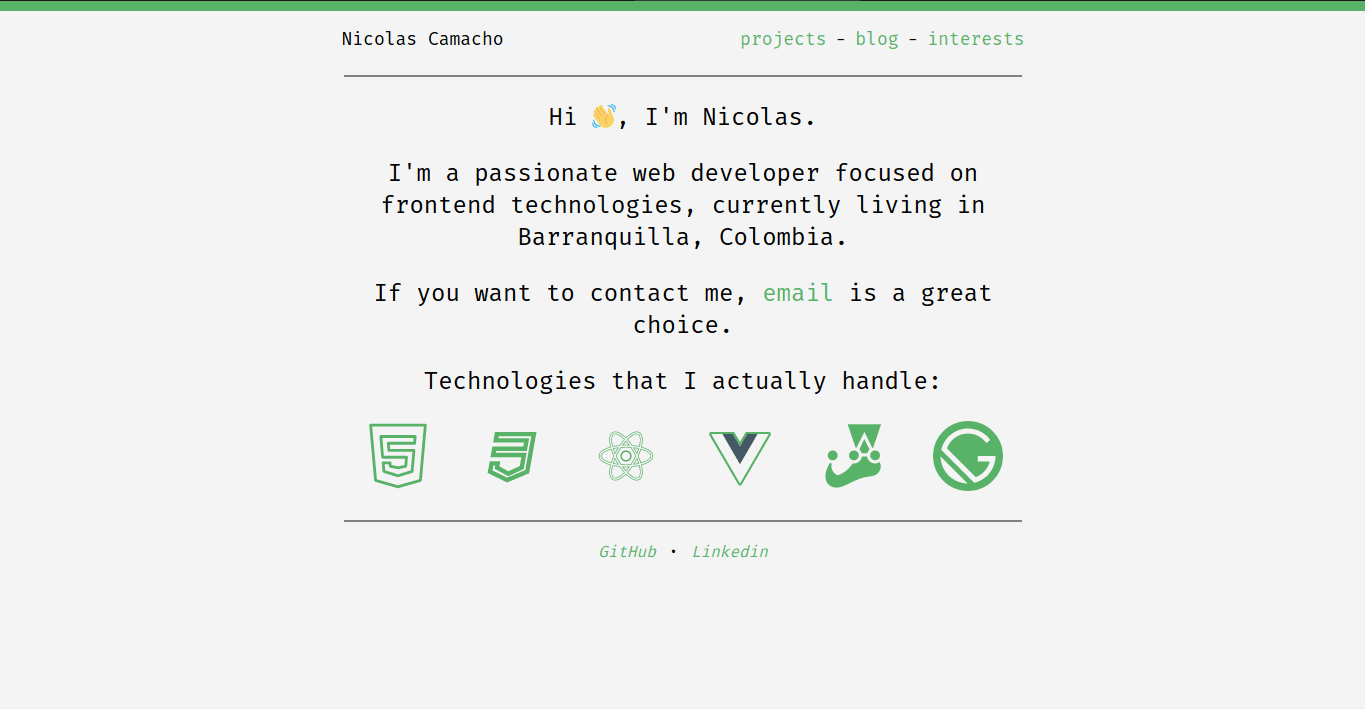 Nicolas Camacho
projects - blog - interests
Hi 👋, I'm Nicolas.
I'm a passionate web developer focused on
frontend technologies, currently living in
Barranquilla, Colombia.
If you want to contact me, email is a great
choice.
Technologies that I actually handle:
GitHub • Linkedin